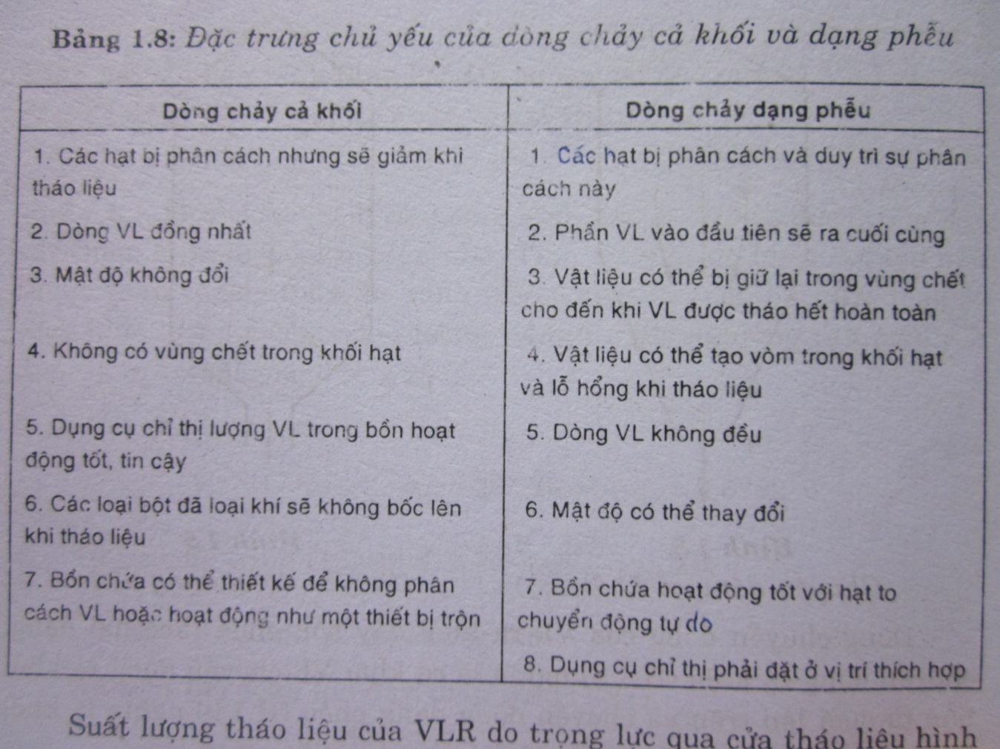 Bảng 1.8: Đặc trưng chủ yếu của dòng chảy cả khối và dạng phễu
Dòng chảy cả khối
Dòng chảy dạng phễu
1. Các hạt bị phân cách nhưng sẽ giảm khi
tháo liệu
1. Các hạt bị phân cách và duy trì sự phân
cách này
2. Dòng VL đồng nhất
2. Phần VL vào đầu tiên sẽ ra cuối cùng
3. Mật độ không đổi
3. Vật liệu có thể bị giữ lại trong vùng chết
cho đến khi VL được tháo hết hoàn toàn
4. Không có vùng chết trong khối hạt
4. Vật liệu có thể tạo vòm trong khối hạt
và lỗ hổng khi tháo liệu
5. Dụng cụ chỉ thị lượng VL trong bồn hoạt
động tốt, tin cậy
5. Dòng VL không đều
6. Các loại bột đã loại khí sẽ không bốc lên
khi tháo liệu
6. Mật độ có thể thay đổi
7. Bồn chứa có thể thiết kế để không phân
cách VL hoặc hoạt động như một thiết bị trộn
7. Bồn chứa hoạt động tốt với hạt to
chuyển động tự do
8. Dụng cụ chỉ thị phải đặt ở vị trí thích hợp
Suất lượng tháo liệu của VLR do trọng lực qua cửa tháo liệu hình